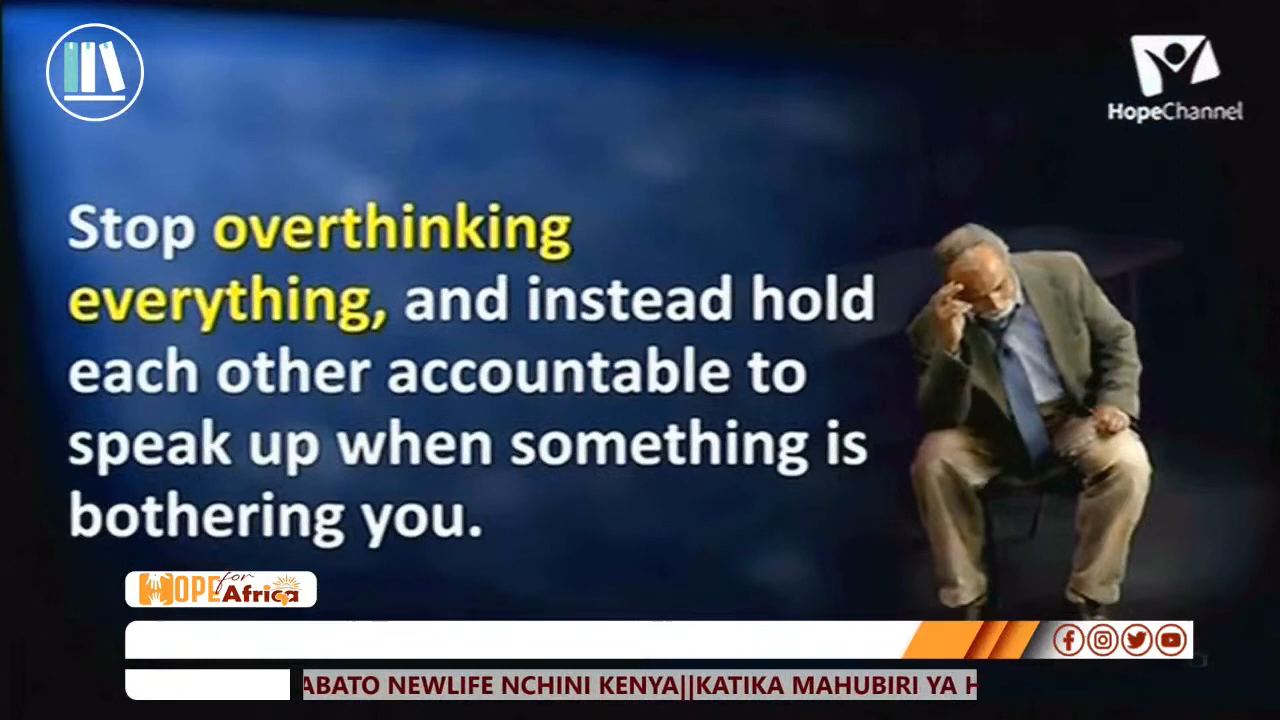 HopeChannel
Stop overthinking
everything, and instead hold
each other accountable to
speak up when something is
bothering you.
HOPE for Africa
ABATO NEWLIFE NCHINI KENYA||KATIKA MAHUBIRI YA